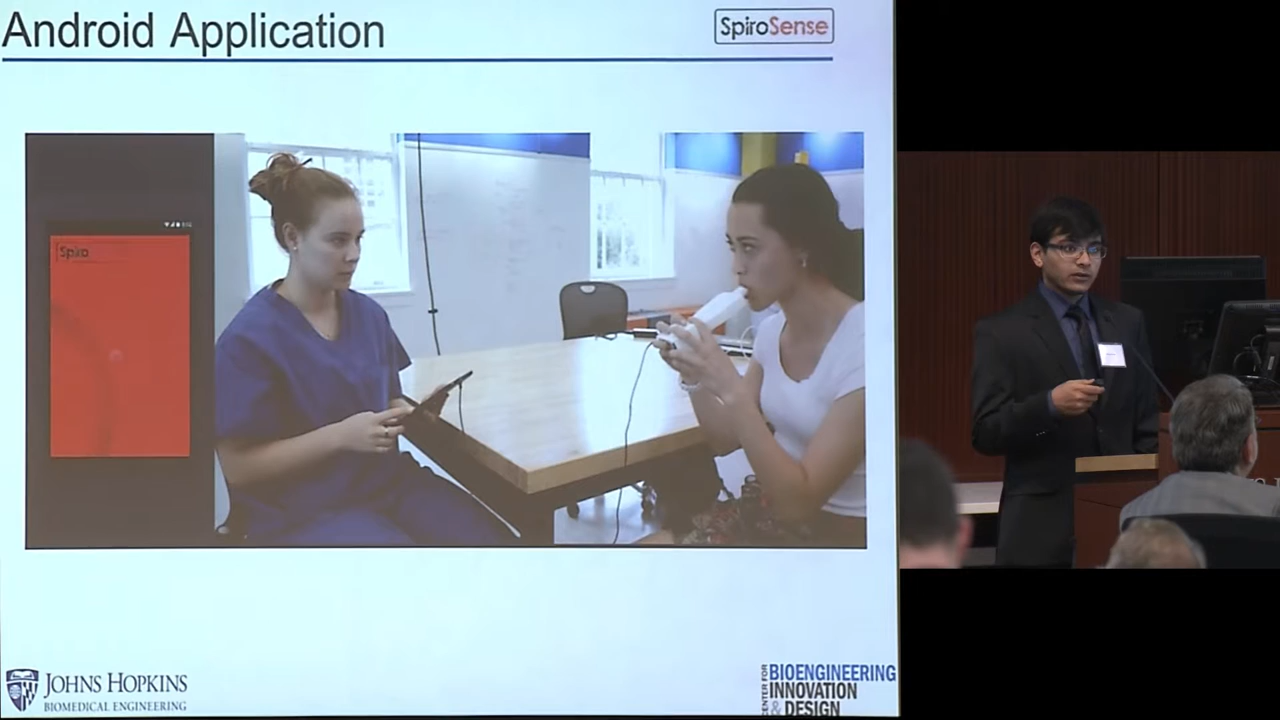 Android Application
SpiroSense
Spiro
JOHNS HOPKINS
BIOMEDICAL ENGINEERING
CENTER FOR
BIOENGINEERING
INNOVATION
& DESIGN